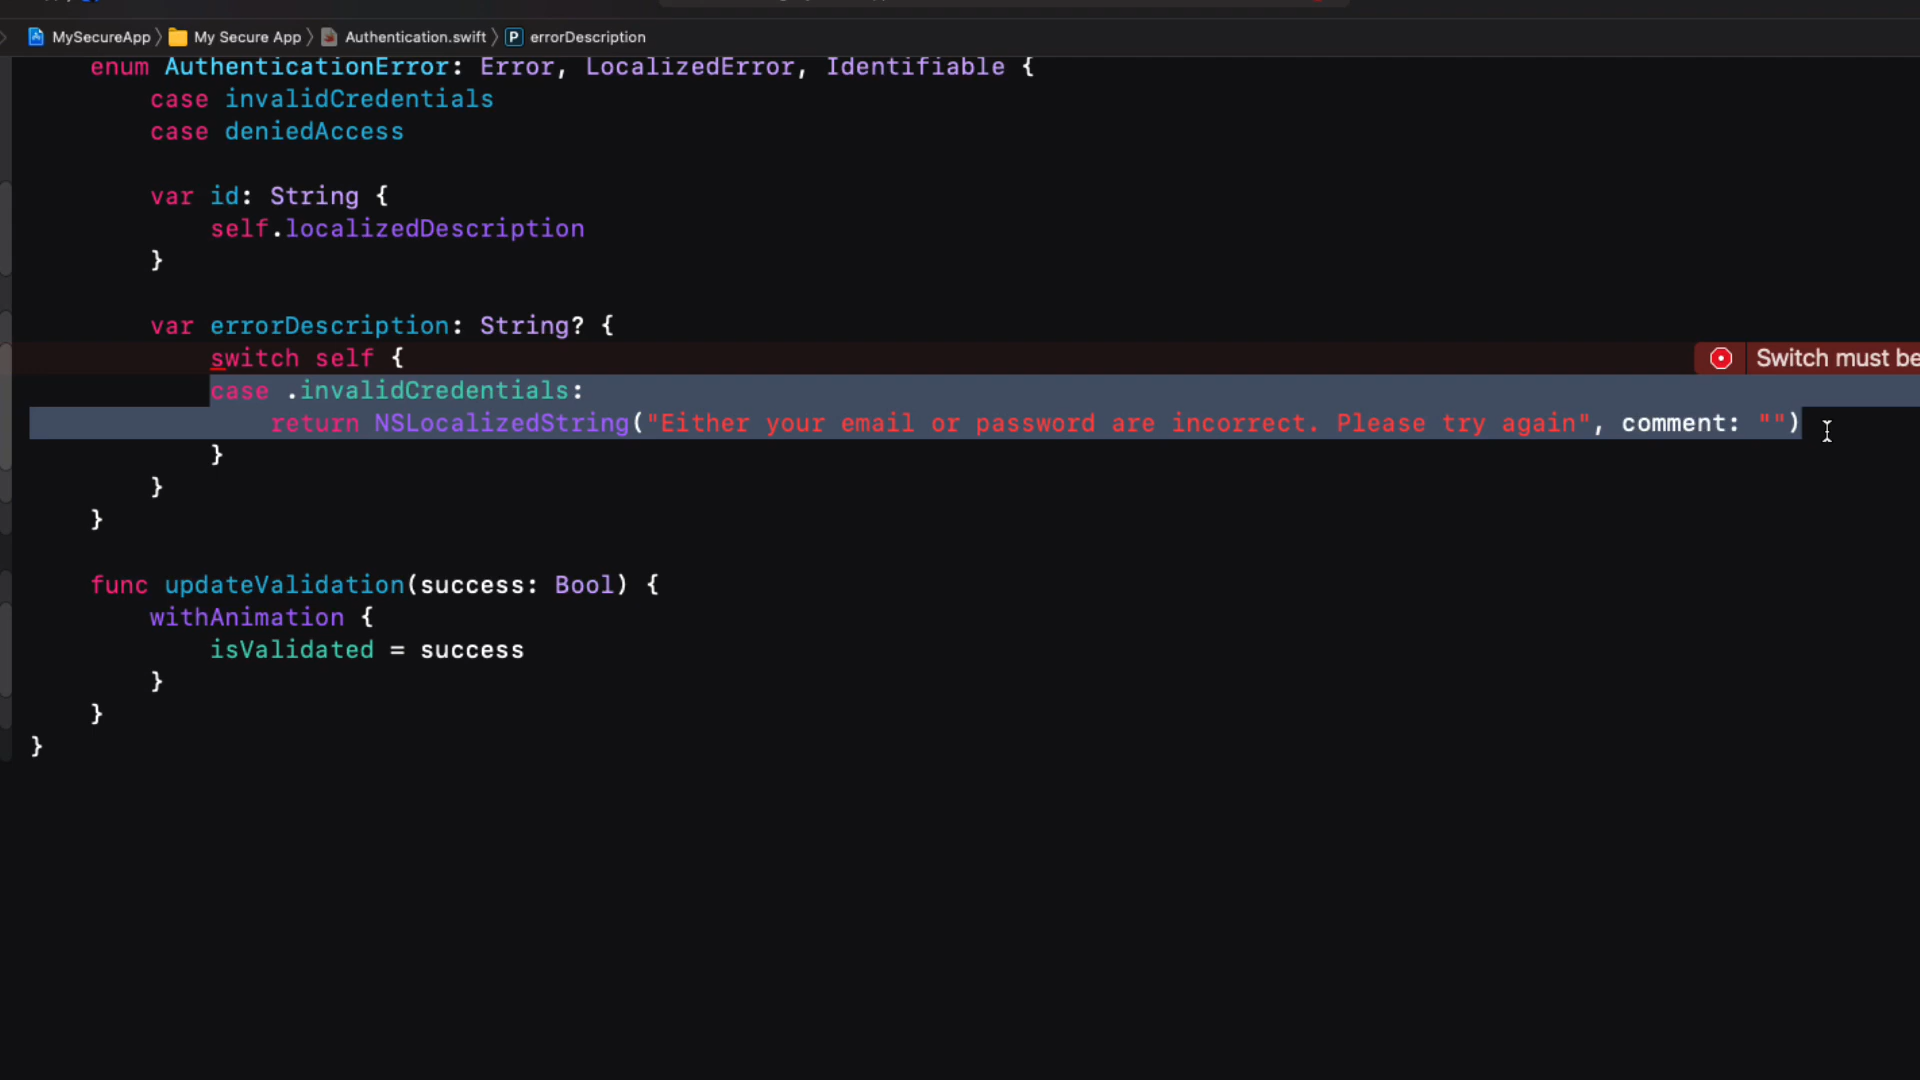 MySecureApp 〉 My Secure App 〉 Authentication.swift 〉 P errorDescription
enum AuthenticationError: Error, LocalizedError, Identifiable {
case invalidCredentials
case deniedAccess
var id: String {
self.localizedDescription
}
var errorDescription: String? {
switch self {
Switch must be
case .invalidCredentials:
return NSLocalizedString("Either your email or password are incorrect. Please try again", comment: "")
}
}
}
func updateValidation(success: Bool) {
withAnimation {
isValidated = success
}
}
}